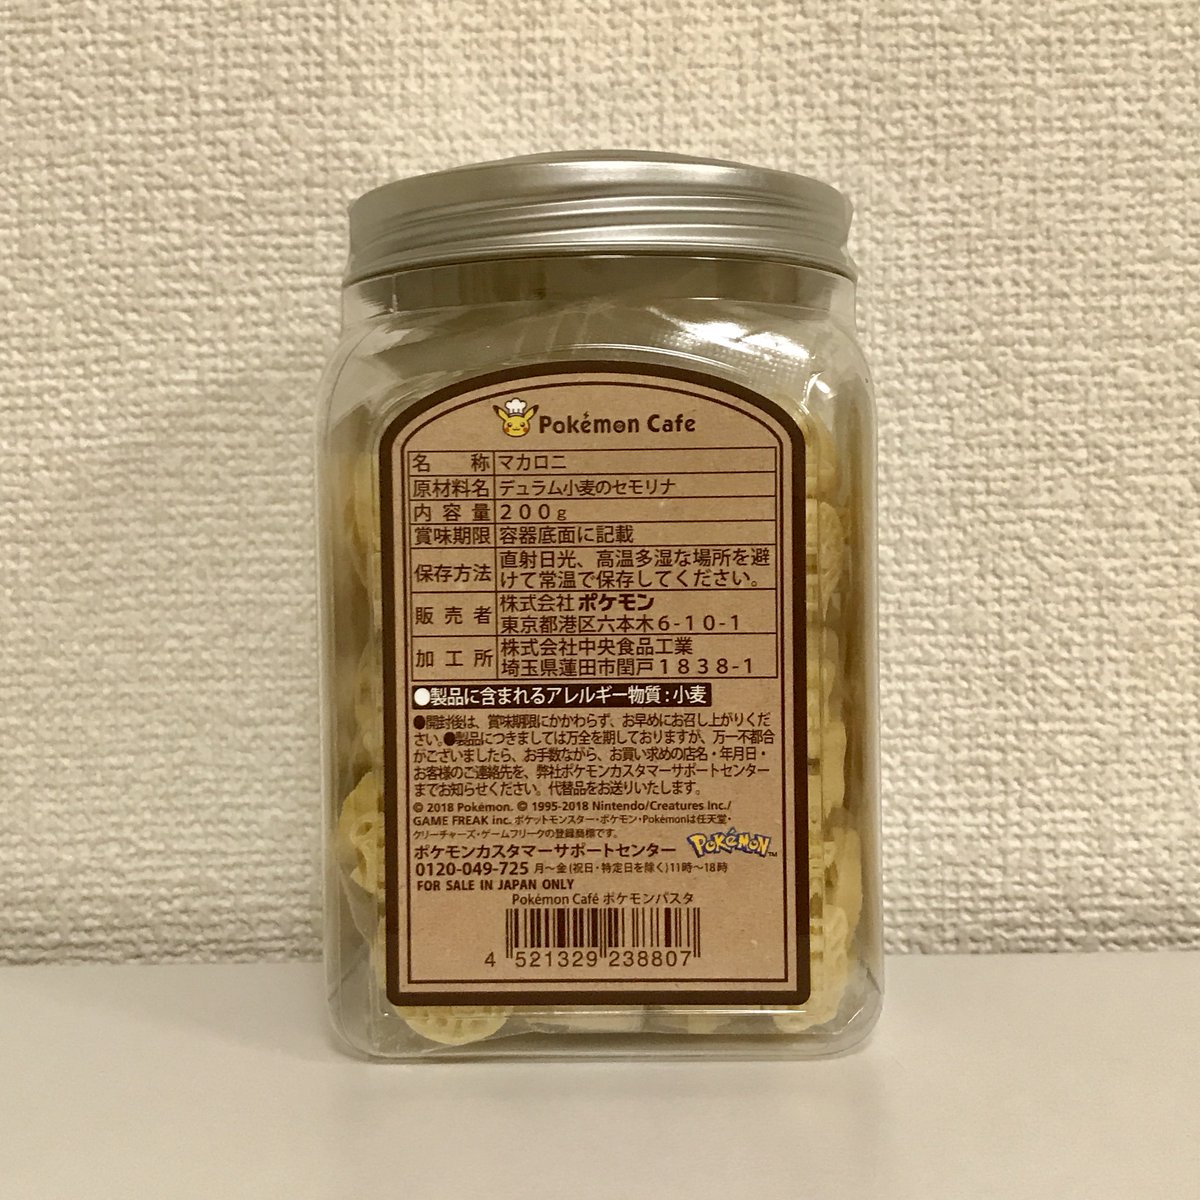 Pokémon Cafe
名 称 マカロニ
原材料名 デュラム小麦のセモリナ
内容量 200g
賞味期限 容器底面に記載
保存方法 直射日光、高温多湿な場所を避
けて常温で保存してください。
販売者 株式会社 ポケモン
東京都港区六本木6-10-1
加工所 株式会社中央食品工業
埼玉県蓮田市閏戸1838-1
●製品に含まれるアレルギー物質:小麦
●開封後は、賞味期限にかかわらず、お早めにお召し上がりくだ
さい。●製品につきましては万全を期しておりますが、万一不都合
がございましたら、お手数ながら、お買い求めの店名・年月日・
お客様のご連絡先を、弊社ポケモンカスタマーサポートセンター
までお知らせください。代替品をお送りいたします。
© 2018 Pokémon. © 1995-2018 Nintendo/Creatures Inc./
GAME FREAK inc. ポケットモンスター・ポケモン・Pokémonは任天堂・
クリーチャーズ・ゲームフリークの登録商標です。
ポケモンカスタマーサポートセンター
POKéMON™
0120-049-725 月~金(祝日・特定日を除く)11時~18時
FOR SALE IN JAPAN ONLY
Pokémon Café ポケモンパスタ
4 521329 238807